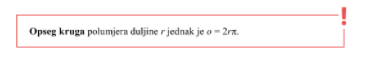 Opseg kruga polumjera duljine r jednak je o = 2rπ.
!